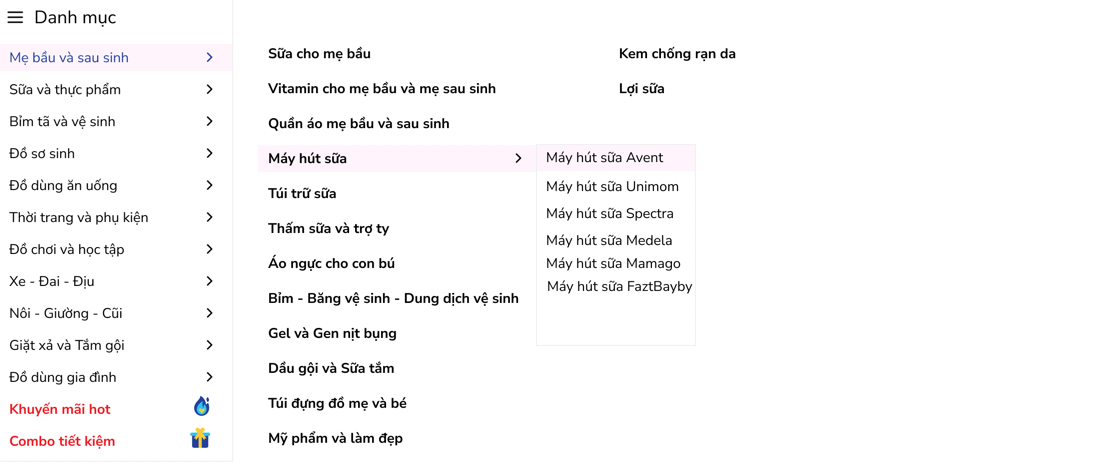 Danh mục
Mẹ bầu và sau sinh
Sữa và thực phẩm
Bỉm tã và vệ sinh
Đồ sơ sinh
Đồ dùng ăn uống
Thời trang và phụ kiện
Đồ chơi và học tập
Xe - Đai - Địu
Nôi - Giường - Cũi
Giặt xả và Tắm gội
Đồ dùng gia đình
Khuyến mãi hot
Combo tiết kiệm
Sữa cho mẹ bầu
Vitamin cho mẹ bầu và mẹ sau sinh
Quần áo mẹ bầu và sau sinh
Máy hút sữa
Túi trữ sữa
Thấm sữa và trợ ty
Áo ngực cho con bú
Bỉm - Băng vệ sinh - Dung dịch vệ sinh
Gel và Gen nịt bụng
Dầu gội và Sữa tắm
Túi đựng đồ mẹ và bé
Mỹ phẩm và làm đẹp
Máy hút sữa Avent
Máy hút sữa Unimom
Máy hút sữa Spectra
Máy hút sữa Medela
Máy hút sữa Mamago
Máy hút sữa FaztBayby
Kem chống rạn da
Lợi sữa